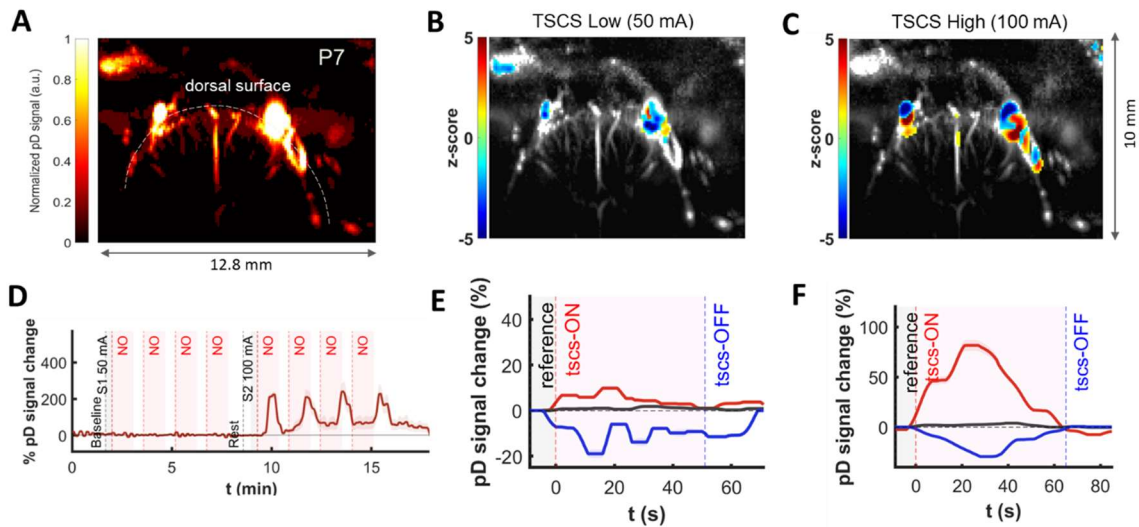 A
Normalized pD signal (a.u.)
1
0.8
0.6
0.4
0.2
0
P7
dorsal surface
12.8 mm
B
TSCS Low (50 mA)
5
z-score
0
-5
C
TSCS High (100 mA)
5
z-score
0
-5
10 mm
D
% pD signal change
400
200
0
Baseline
S1 50 mA
NO
NO
NO
NO
Rest
S2 100 mA
NO
NO
NO
NO
0
5
10
15
t (min)
E
pD signal change (%)
40
20
0
-20
reference
tscs-ON
tscs-OFF
0
20
40
60
t (s)
F
pD signal change (%)
100
50
0
-50
reference
tscs-ON
tscs-OFF
0
20
40
60
80
t (s)